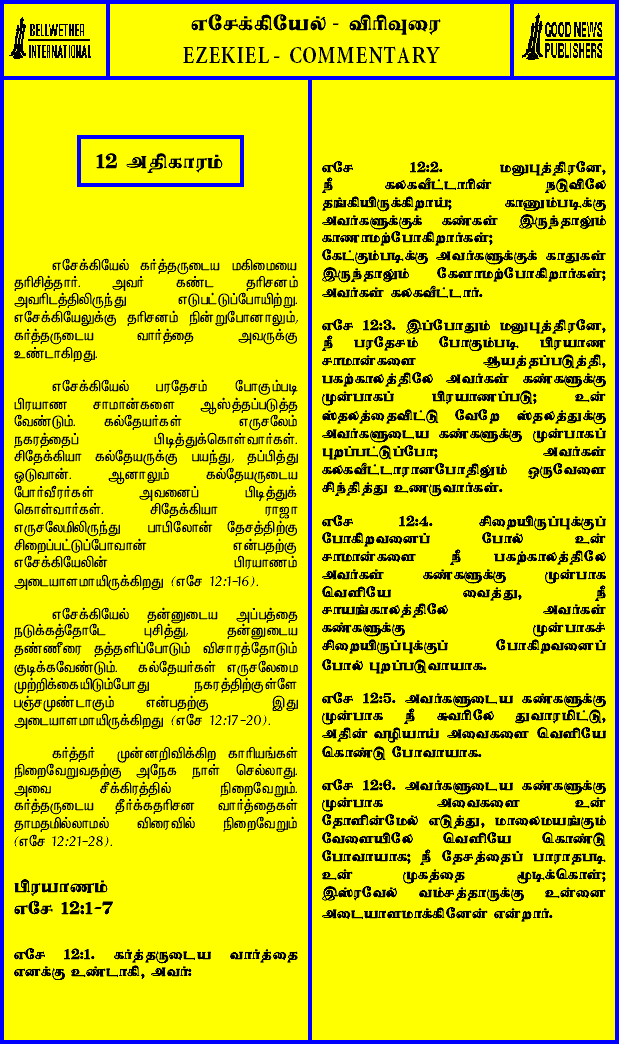 BELLWETHER
INTERNATIONAL
எசேக்கியேல் - விரிவுரை
EZEKIEL - COMMENTARY
GOOD NEWS
PUBLISHERS
12 அதிகாரம்
எசேக்கியேல் கர்த்தருடைய மகிமையை
தரிசித்தார். அவர் கண்ட தரிசனம்
அவரிடத்திலிருந்து எடுபட்டுப்போயிற்று.
எசேக்கியேலுக்கு தரிசனம் நின்றுபோனாலும்,
கர்த்தருடைய வார்த்தை அவருக்கு
உண்டாகிறது.
எசேக்கியேல் பரதேசம் போகும்படி
பிரயாண சாமான்களை ஆஸ்த்தப்படுத்த
வேண்டும். கல்தேயர்கள் எருசலேம்
நகரத்தைப் பிடித்துக்கொள்வார்கள்.
சிதேக்கியா கல்தேயருக்கு பயந்து, தப்பித்து
ஓடுவான். ஆனாலும் கல்தேயருடைய
போர்வீரர்கள் அவனைப் பிடித்துக்
கொள்வார்கள். சிதேக்கியா ராஜா
எருசலேமிலிருந்து பாபிலோன் தேசத்திற்கு
சிறைப்பட்டுப்போவான் என்பதற்கு
எசேக்கியேலின் பிரயாணம்
அடையாளமாயிருக்கிறது (எசே 12:1-16).
எசேக்கியேல் தன்னுடைய அப்பத்தை
நடுக்கத்தோடே புசித்து, தன்னுடைய
தண்ணீரை தத்தளிப்போடும் விசாரத்தோடும்
குடிக்கவேண்டும். கல்தேயர்கள் எருசலேமை
முற்றிக்கையிடும்போது நகரத்திற்குள்ளே
பஞ்சமுண்டாகும் என்பதற்கு இது
அடையாளமாயிருக்கிறது (எசே 12:17-20).
கர்த்தர் முன்னறிவிக்கிற காரியங்கள்
நிறைவேறுவதற்கு அநேக நாள் செல்லாது.
அவை சீக்கிரத்தில் நிறைவேறும்.
கர்த்தருடைய தீர்க்கதரிசன வார்த்தைகள்
தாமதமில்லாமல் விரைவில் நிறைவேறும்
(எசே 12:21-28).
பிரயாணம்
எசே 12:1-7
எசே 12:1. கர்த்தருடைய வார்த்தை
எனக்கு உண்டாகி, அவர்:
எசே 12:2. மனுபுத்திரனே,
நீ கலகவீட்டாரின் நடுவிலே
தங்கியிருக்கிறாய்; காணும்படிக்கு
அவர்களுக்குக் கண்கள் இருந்தாலும்
காணாமற்போகிறார்கள்;
கேட்கும்படிக்கு அவர்களுக்குக் காதுகள்
இருந்தாலும் கேளாமற்போகிறார்கள்;
அவர்கள் கலகவீட்டார்.
எசே 12:3. இப்போதும் மனுபுத்திரனே,
நீ பரதேசம் போகும்படி பிரயாண
சாமான்களை ஆயத்தப்படுத்தி,
பகற்காலத்திலே அவர்கள் கண்களுக்கு
முன்பாகப் பிரயாணப்படு; உன்
ஸ்தலத்தைவிட்டு வேறே ஸ்தலத்துக்கு
அவர்களுடைய கண்களுக்கு முன்பாகப்
புறப்பட்டுப்போ; அவர்கள்
கலகவீட்டாரானபோதிலும் ஒருவேளை
சிந்தித்து உணருவார்கள்.
எசே 12:4. சிறையிருப்புக்குப்
போகிறவனைப் போல் உன்
சாமான்களை நீ பகற்காலத்திலே
அவர்கள் கண்களுக்கு முன்பாக
வெளியே வைத்து, நீ
சாயங்காலத்திலே அவர்கள்
கண்களுக்கு முன்பாகச்
சிறையிருப்புக்குப் போகிறவனைப்
போல் புறப்படுவாயாக.
எசே 12:5. அவர்களுடைய கண்களுக்கு
முன்பாக நீ சுவரிலே துவாரமிட்டு,
அதின் வழியாய் அவைகளை வெளியே
கொண்டு போவாயாக.
எசே 12:6. அவர்களுடைய கண்களுக்கு
முன்பாக அவைகளை உன்
தோளின்மேல் எடுத்து, மாலைமயங்கும்
வேளையிலே வெளியே கொண்டு
போவாயாக; நீ தேசத்தைப் பாராதபடி
உன் முகத்தை மூடிக்கொள்;
இஸ்ரவேல் வம்சத்தாருக்கு உன்னை
அடையாளமாக்கினேன் என்றார்.